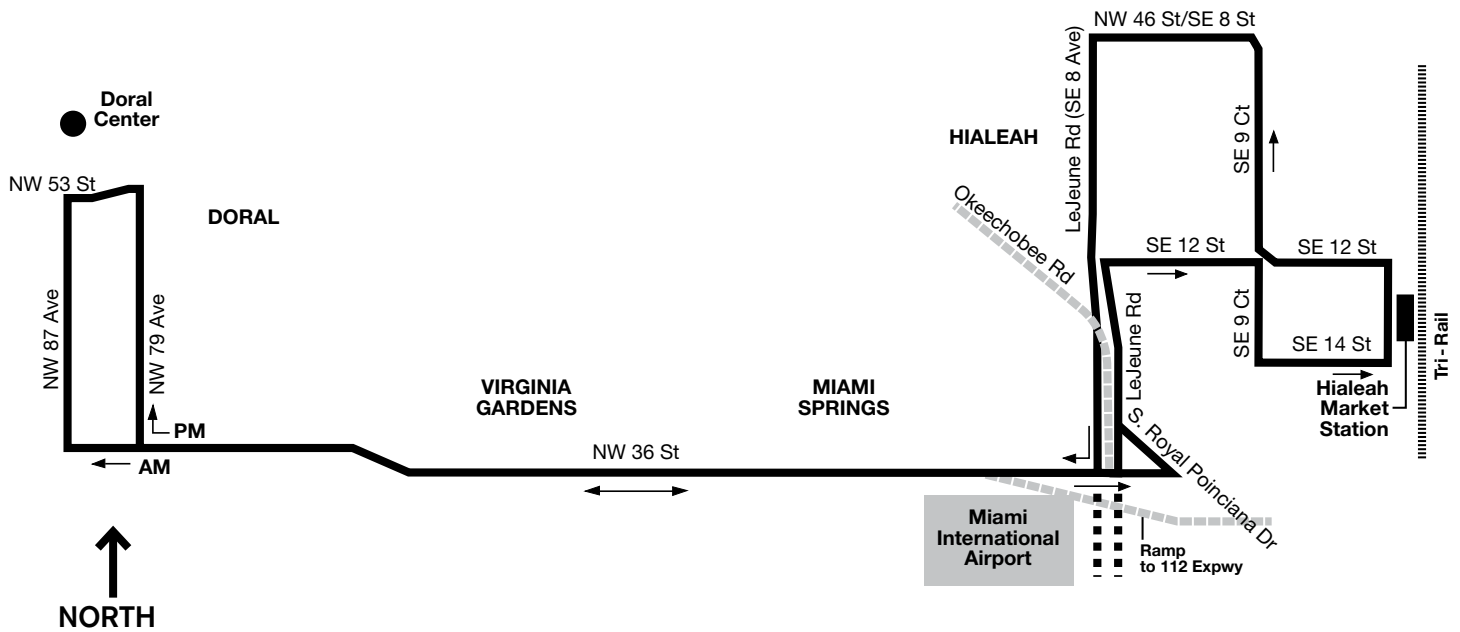 NW 46 St/SE 8 St
LeJeune Rd (SE 8 Ave)
Doral
Center
HIALEAH
SE 9 Ct
NW 53 St
DORAL
Okeechobee Rd
SE 12 St
SE 12 St
NW 87 Ave
NW 79 Ave
LeJeune Rd
SE 9 Ct
SE 14 St
Tri - Rail
VIRGINIA
GARDENS
MIAMI
SPRINGS
Hialeah
Market
Station
PM
AM
NW 36 St
S. Royal Poinciana Dr
Miami
International
Airport
Ramp
to 112 Expwy
NORTH